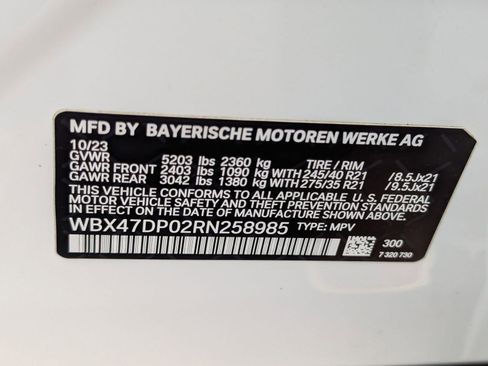 MFD BY BAYERISCHE MOTOREN WERKE AG
10/23
GVWR 5203 lbs 2360 kg TIRE / RIM
GAWR FRONT 2403 lbs 1090 kg WITH 245/40 R21 /8.5Jx21
GAWR REAR 3042 lbs 1380 kg WITH 275/35 R21 /9.5Jx21
THIS VEHICLE CONFORMS TO ALL APPLICABLE U. S. FEDERAL
MOTOR VEHICLE SAFETY AND THEFT PREVENTION STANDARDS
IN EFFECT ON THE DATE OF MANUFACTURE SHOWN ABOVE.
WBX47DP02RN258985 TYPE: MPV
300
7 320 730